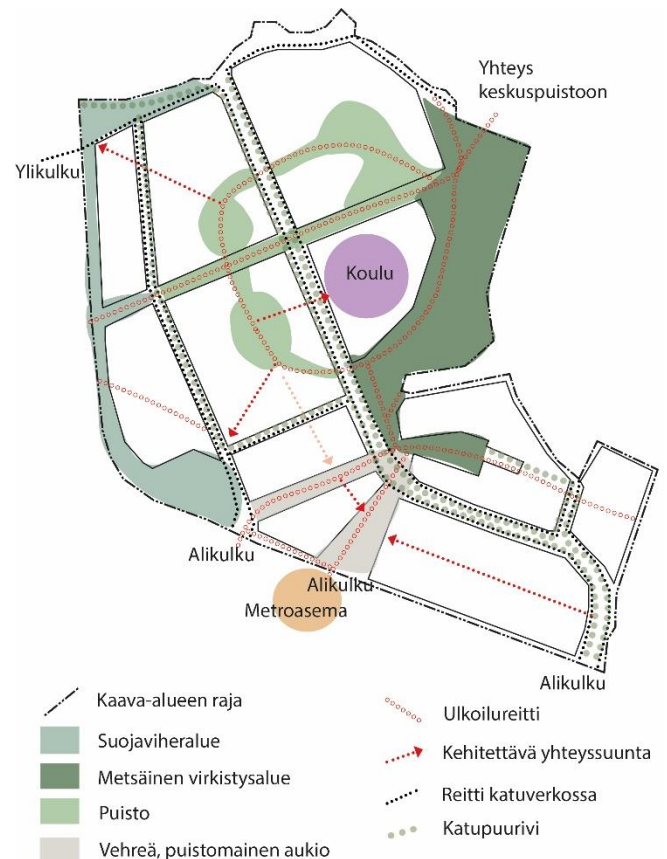 Yhteys
keskuspuistoon
Ylikulku
Koulu
Alikulku
Alikulku
Metroasema
Alikulku
Kaava-alueen raja
Suojaviheralue
Metsäinen virkistysalue
Puisto
Vehreä, puistomainen aukio
Ulkoilureitti
Kehitettävä yhteyssuunta
Reitti katuverkossa
Katupuurivi